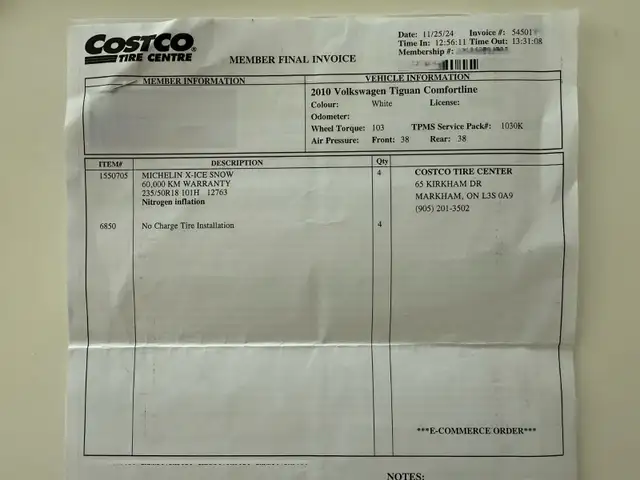 COSTCO
TIRE CENTRE
MEMBER FINAL INVOICE
Date: 11/25/24 Invoice #: 54501
Time In: 12:56:11 Time Out: 13:31:08
Membership #:
MEMBER INFORMATION
VEHICLE INFORMATION
2010 Volkswagen Tiguan Comfortline
Colour: White License:
Odometer:
Wheel Torque: 103 TPMS Service Pack#: 1030K
Air Pressure: Front: 38 Rear: 38
ITEM# DESCRIPTION Qty
1550705 MICHELIN X-ICE SNOW 4
60,000 KM WARRANTY
235/50R18 101H 12763
Nitrogen inflation
6850 No Charge Tire Installation 4
COSTCO TIRE CENTER
65 KIRKHAM DR
MARKHAM, ON L3S 0A9
(905) 201-3502
***E-COMMERCE ORDER***
NOTES: